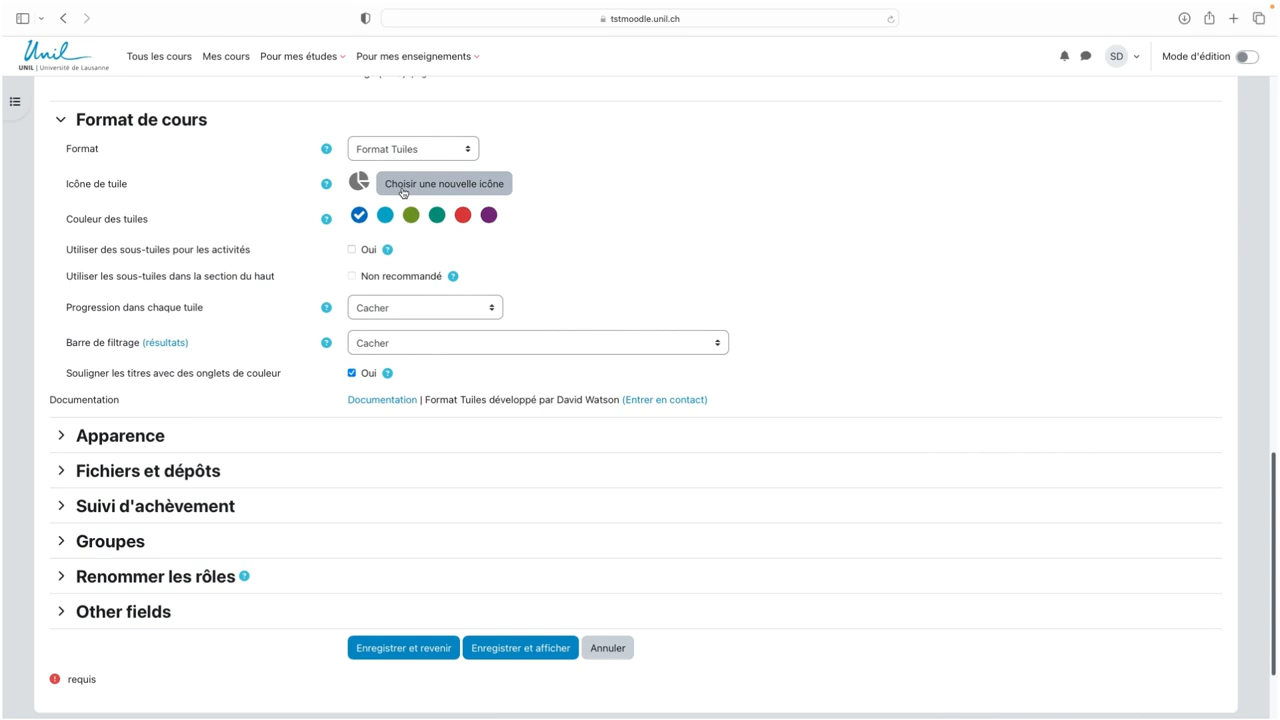 tstmoodle.unil.ch
Unil
UNIL | Université de Lausanne
Tous les cours Mes cours Pour mes études Pour mes enseignements
SD Mode d'édition
Format de cours
Format ? Format Tuiles
Icône de tuile ? Choisir une nouvelle icône
Couleur des tuiles ?
Utiliser des sous-tuiles pour les activités Oui ?
Utiliser les sous-tuiles dans la section du haut Non recommandé ?
Progression dans chaque tuile ? Cacher
Barre de filtrage (résultats) ? Cacher
Souligner les titres avec des onglets de couleur Oui ?
Documentation Documentation | Format Tuiles développé par David Watson (Entrer en contact)
Apparence
Fichiers et dépôts
Suivi d'achèvement
Groupes
Renommer les rôles ?
Other fields
Enregistrer et revenir Enregistrer et afficher Annuler
! requis